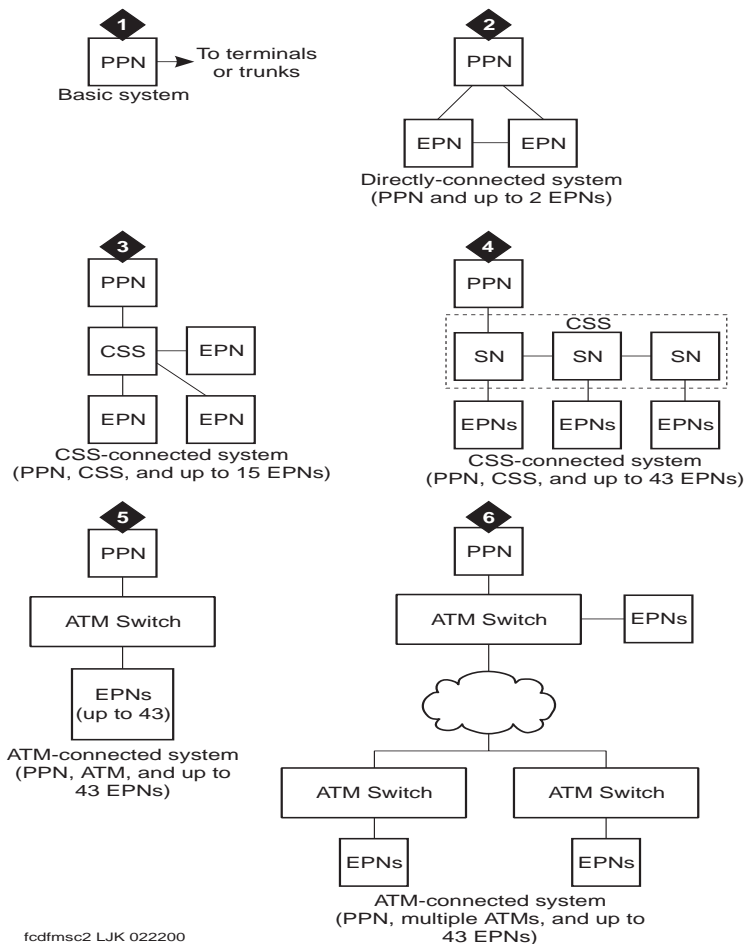 1
PPN
To terminals
or trunks
Basic system
2
PPN
EPN
EPN
Directly-connected system
(PPN and up to 2 EPNs)
3
PPN
CSS
EPN
EPN
EPN
CSS-connected system
(PPN, CSS, and up to 15 EPNs)
4
PPN
CSS
SN
SN
SN
EPNs
EPNs
EPNs
CSS-connected system
(PPN, CSS, and up to 43 EPNs)
5
PPN
ATM Switch
EPNs
(up to 43)
ATM-connected system
(PPN, ATM, and up to
43 EPNs)
6
PPN
ATM Switch
EPNs
ATM Switch
ATM Switch
EPNs
EPNs
ATM-connected system
(PPN, multiple ATMs, and up to
43 EPNs)
fcdfmsc2 LJK 022200